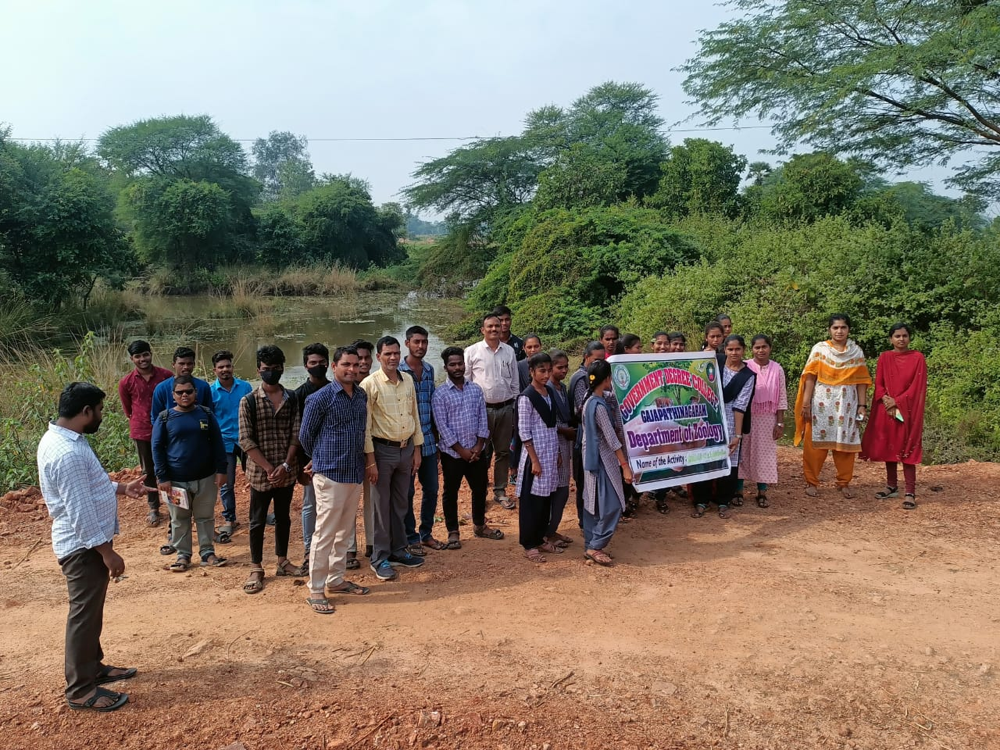 GOVERNMENT DEGREE COLLEGE
GAJAPATHINAGARAM
Department of Zoology
Name of the Activity :